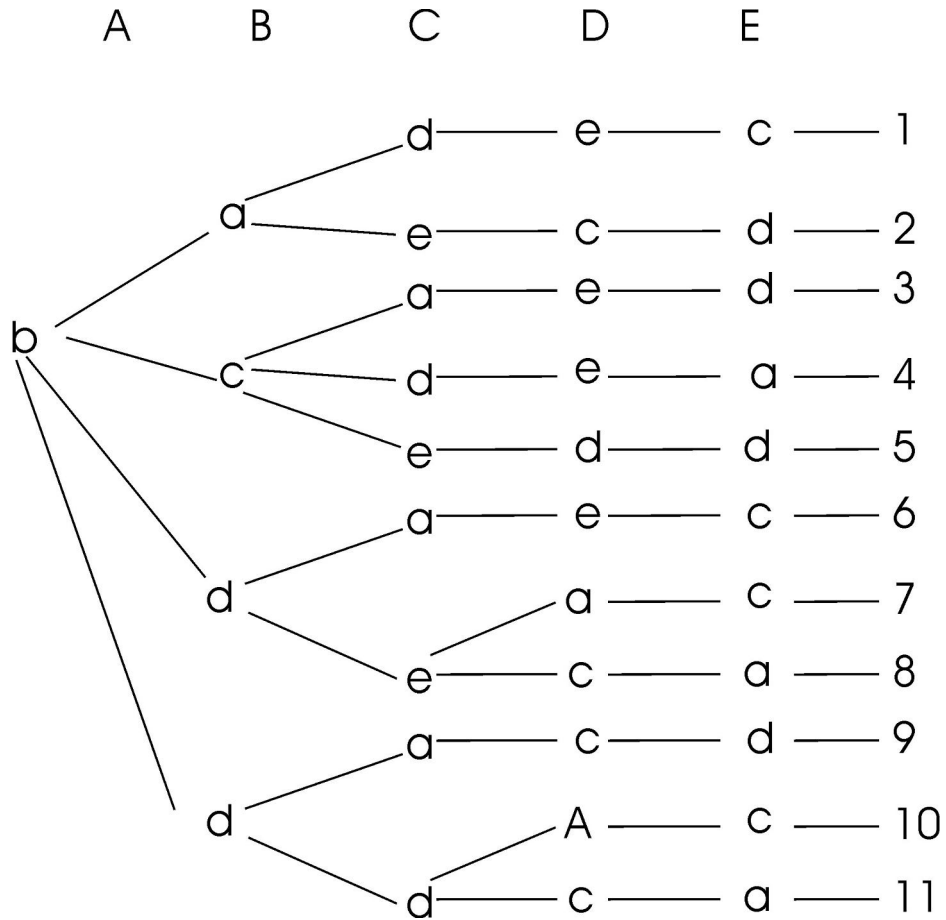 A B C D E
d e c 1
a
e c d 2
a e d 3
b
c d e a 4
e d d 5
a e c 6
d a c 7
e c a 8
a c d 9
d A c 10
d c a 11